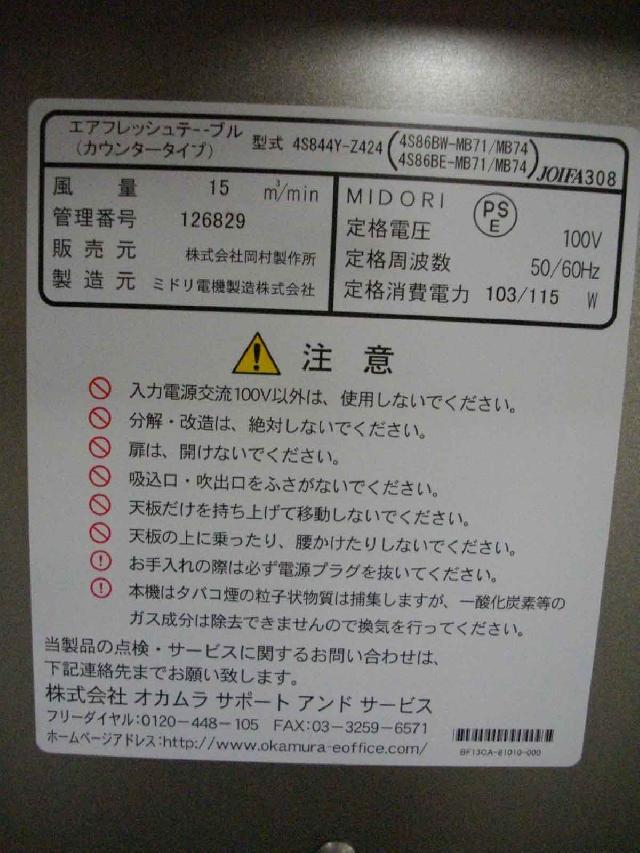 エアフレッシュテーブル
(カウンタータイプ)
型式 4S844Y-Z424 (4S86BW-MB71/MB74
4S86BE-MB71/MB74) JOIFA308
風 量 15 m³/min
管理番号 126829
販 売 元 株式会社岡村製作所
製 造 元 ミドリ電機製造株式会社
MIDORI PS E
定格電圧 100V
定格周波数 50/60Hz
定格消費電力 103/115 W
注 意
入力電源交流100V以外は、使用しないでください。
分解・改造は、絶対しないでください。
扉は、開けないでください。
吸込口・吹出口をふさがないでください。
天板だけを持ち上げて移動しないでください。
天板の上に乗ったり、腰かけたりしないでください。
お手入れの際は必ず電源プラグを抜いてください。
本機はタバコ煙の粒子状物質は捕集しますが、一酸化炭素等の
ガス成分は除去できませんので換気を行ってください。
当製品の点検・サービスに関するお問い合わせは、
下記連絡先までお願い致します。
株式会社 オカムラ サポート アンド サービス
フリーダイヤル:0120-448-105 FAX:03-3259-6571
ホームページアドレス:http://www.okamura-eoffice.com/
BF13CA-81010-000